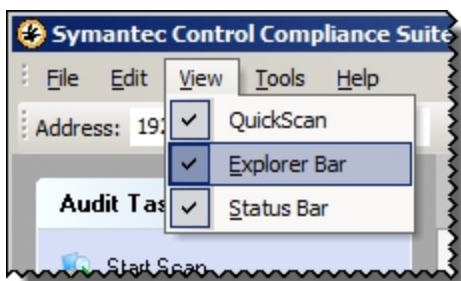 Symantec Control Compliance Suite
File Edit View Tools Help
Address: 192
QuickScan
Explorer Bar
Status Bar
Audit Tas
Start Scan